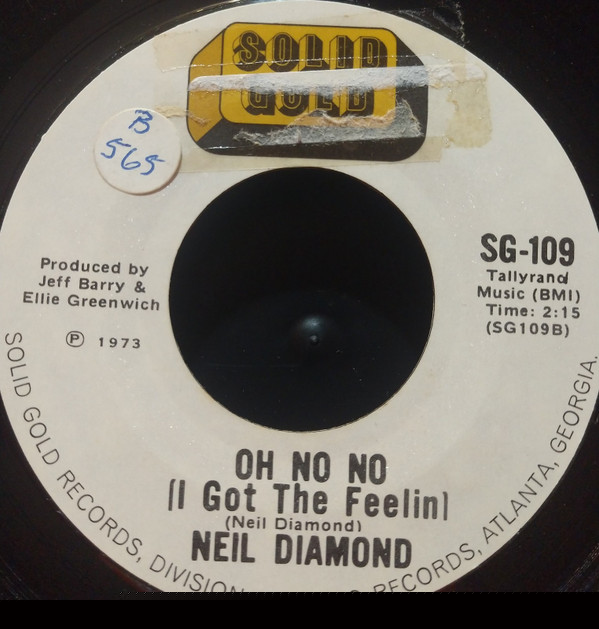 SOLID
GOLD
B
565
Produced by
Jeff Barry &
Ellie Greenwich
℗ 1973
SG-109
Tallyrand
Music (BMI)
Time: 2:15
(SG109B)
OH NO NO
(I Got The Feelin)
(Neil Diamond)
NEIL DIAMOND
SOLID GOLD RECORDS, DIVISION RECORDS, ATLANTA, GEORGIA.